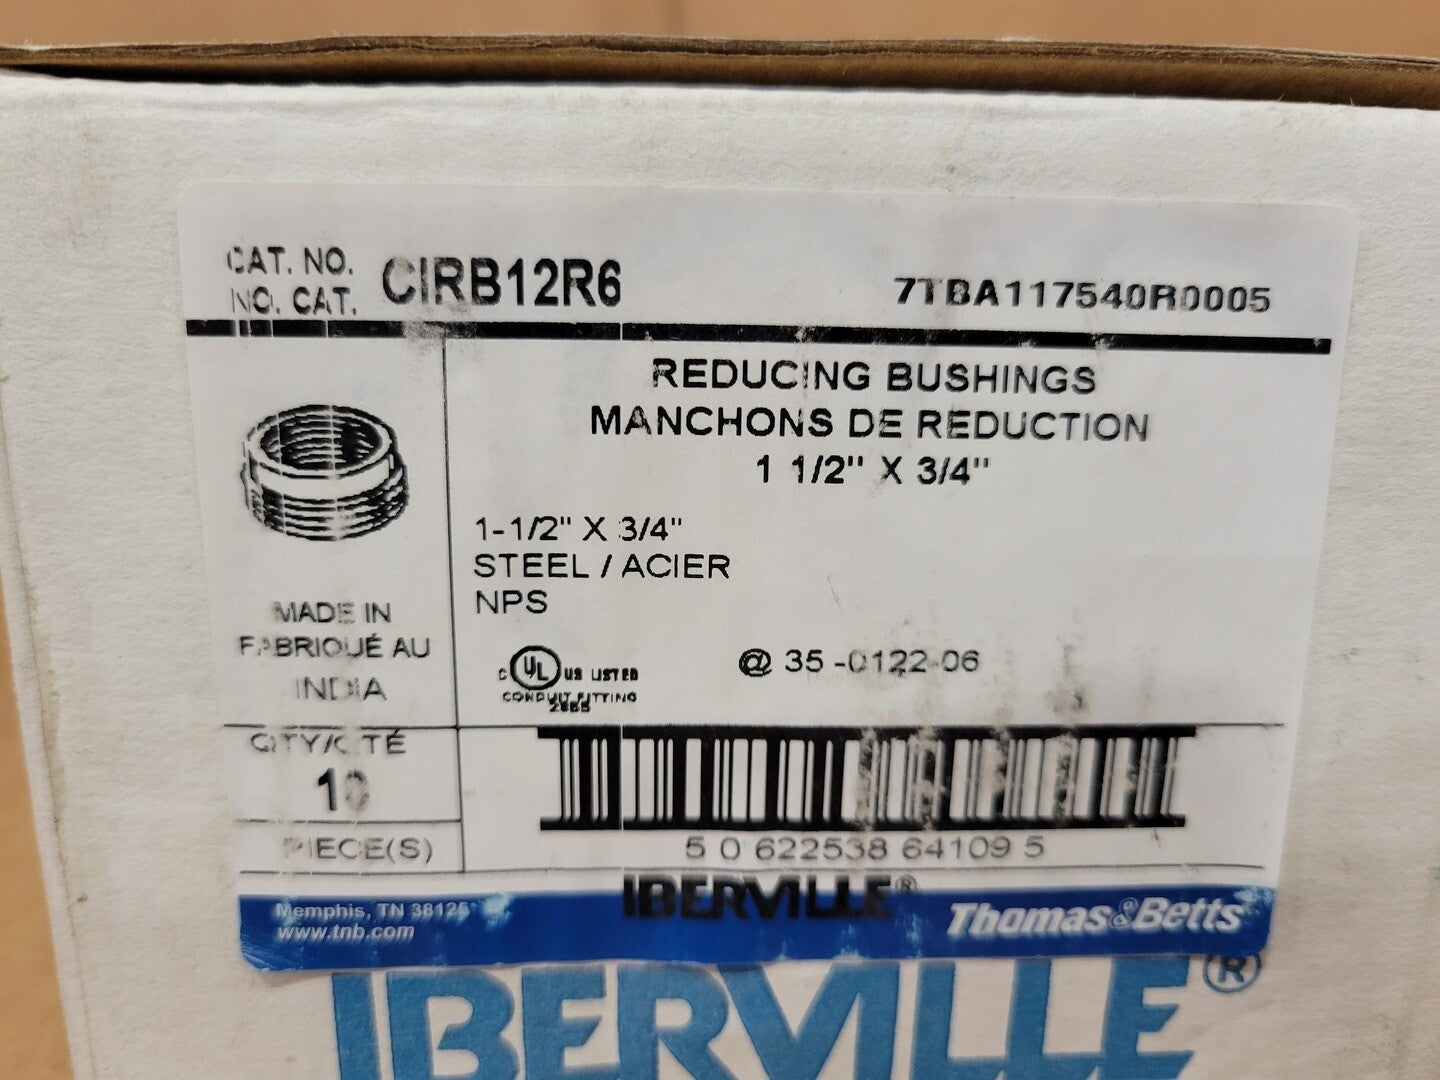 CAT. NO. CIRB12R6 7TBA117540R0005
NO. CAT.
REDUCING BUSHINGS
MANCHONS DE REDUCTION
1 1/2" X 3/4"
1-1/2" X 3/4"
STEEL / ACIER
NPS
MADE IN
FABRIQUÉ AU
INDIA
C UL US LISTED
CONDUIT FITTING
@ 35 -0122-06
QTY/QTÉ
10
PIECE(S)
5 0 622538 64109 5
IBERVILLE®
Memphis, TN 38125
www.tnb.com
Thomas&Betts
IBERVILLE®